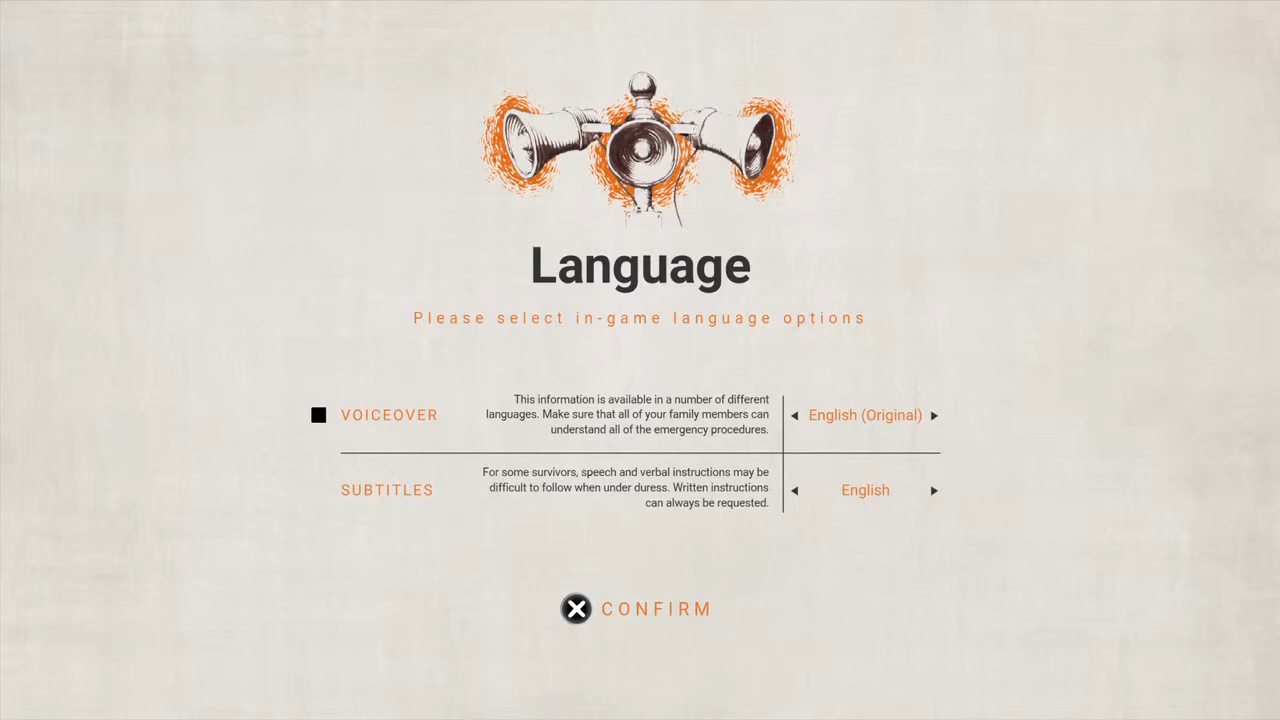 Language
Please select in-game language options
VOICEOVER
This information is available in a number of different
languages. Make sure that all of your family members can
understand all of the emergency procedures.
English (Original)
SUBTITLES
For some survivors, speech and verbal instructions may be
difficult to follow when under duress. Written instructions
can always be requested.
English
CONFIRM